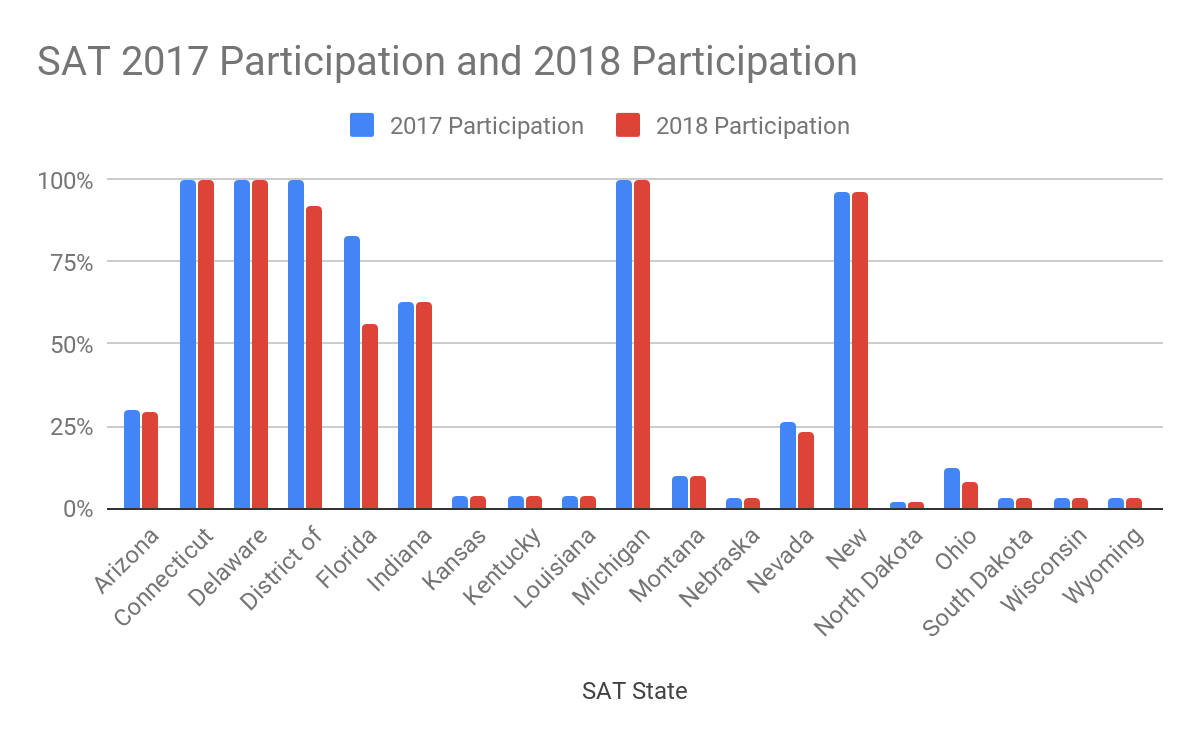 SAT 2017 Participation and 2018 Participation
2017 Participation
2018 Participation
100%
75%
50%
25%
0%
Arizona
Connecticut
Delaware
District of
Florida
Indiana
Kansas
Kentucky
Louisiana
Michigan
Montana
Nebraska
Nevada
New
North Dakota
Ohio
South Dakota
Wisconsin
Wyoming
SAT State